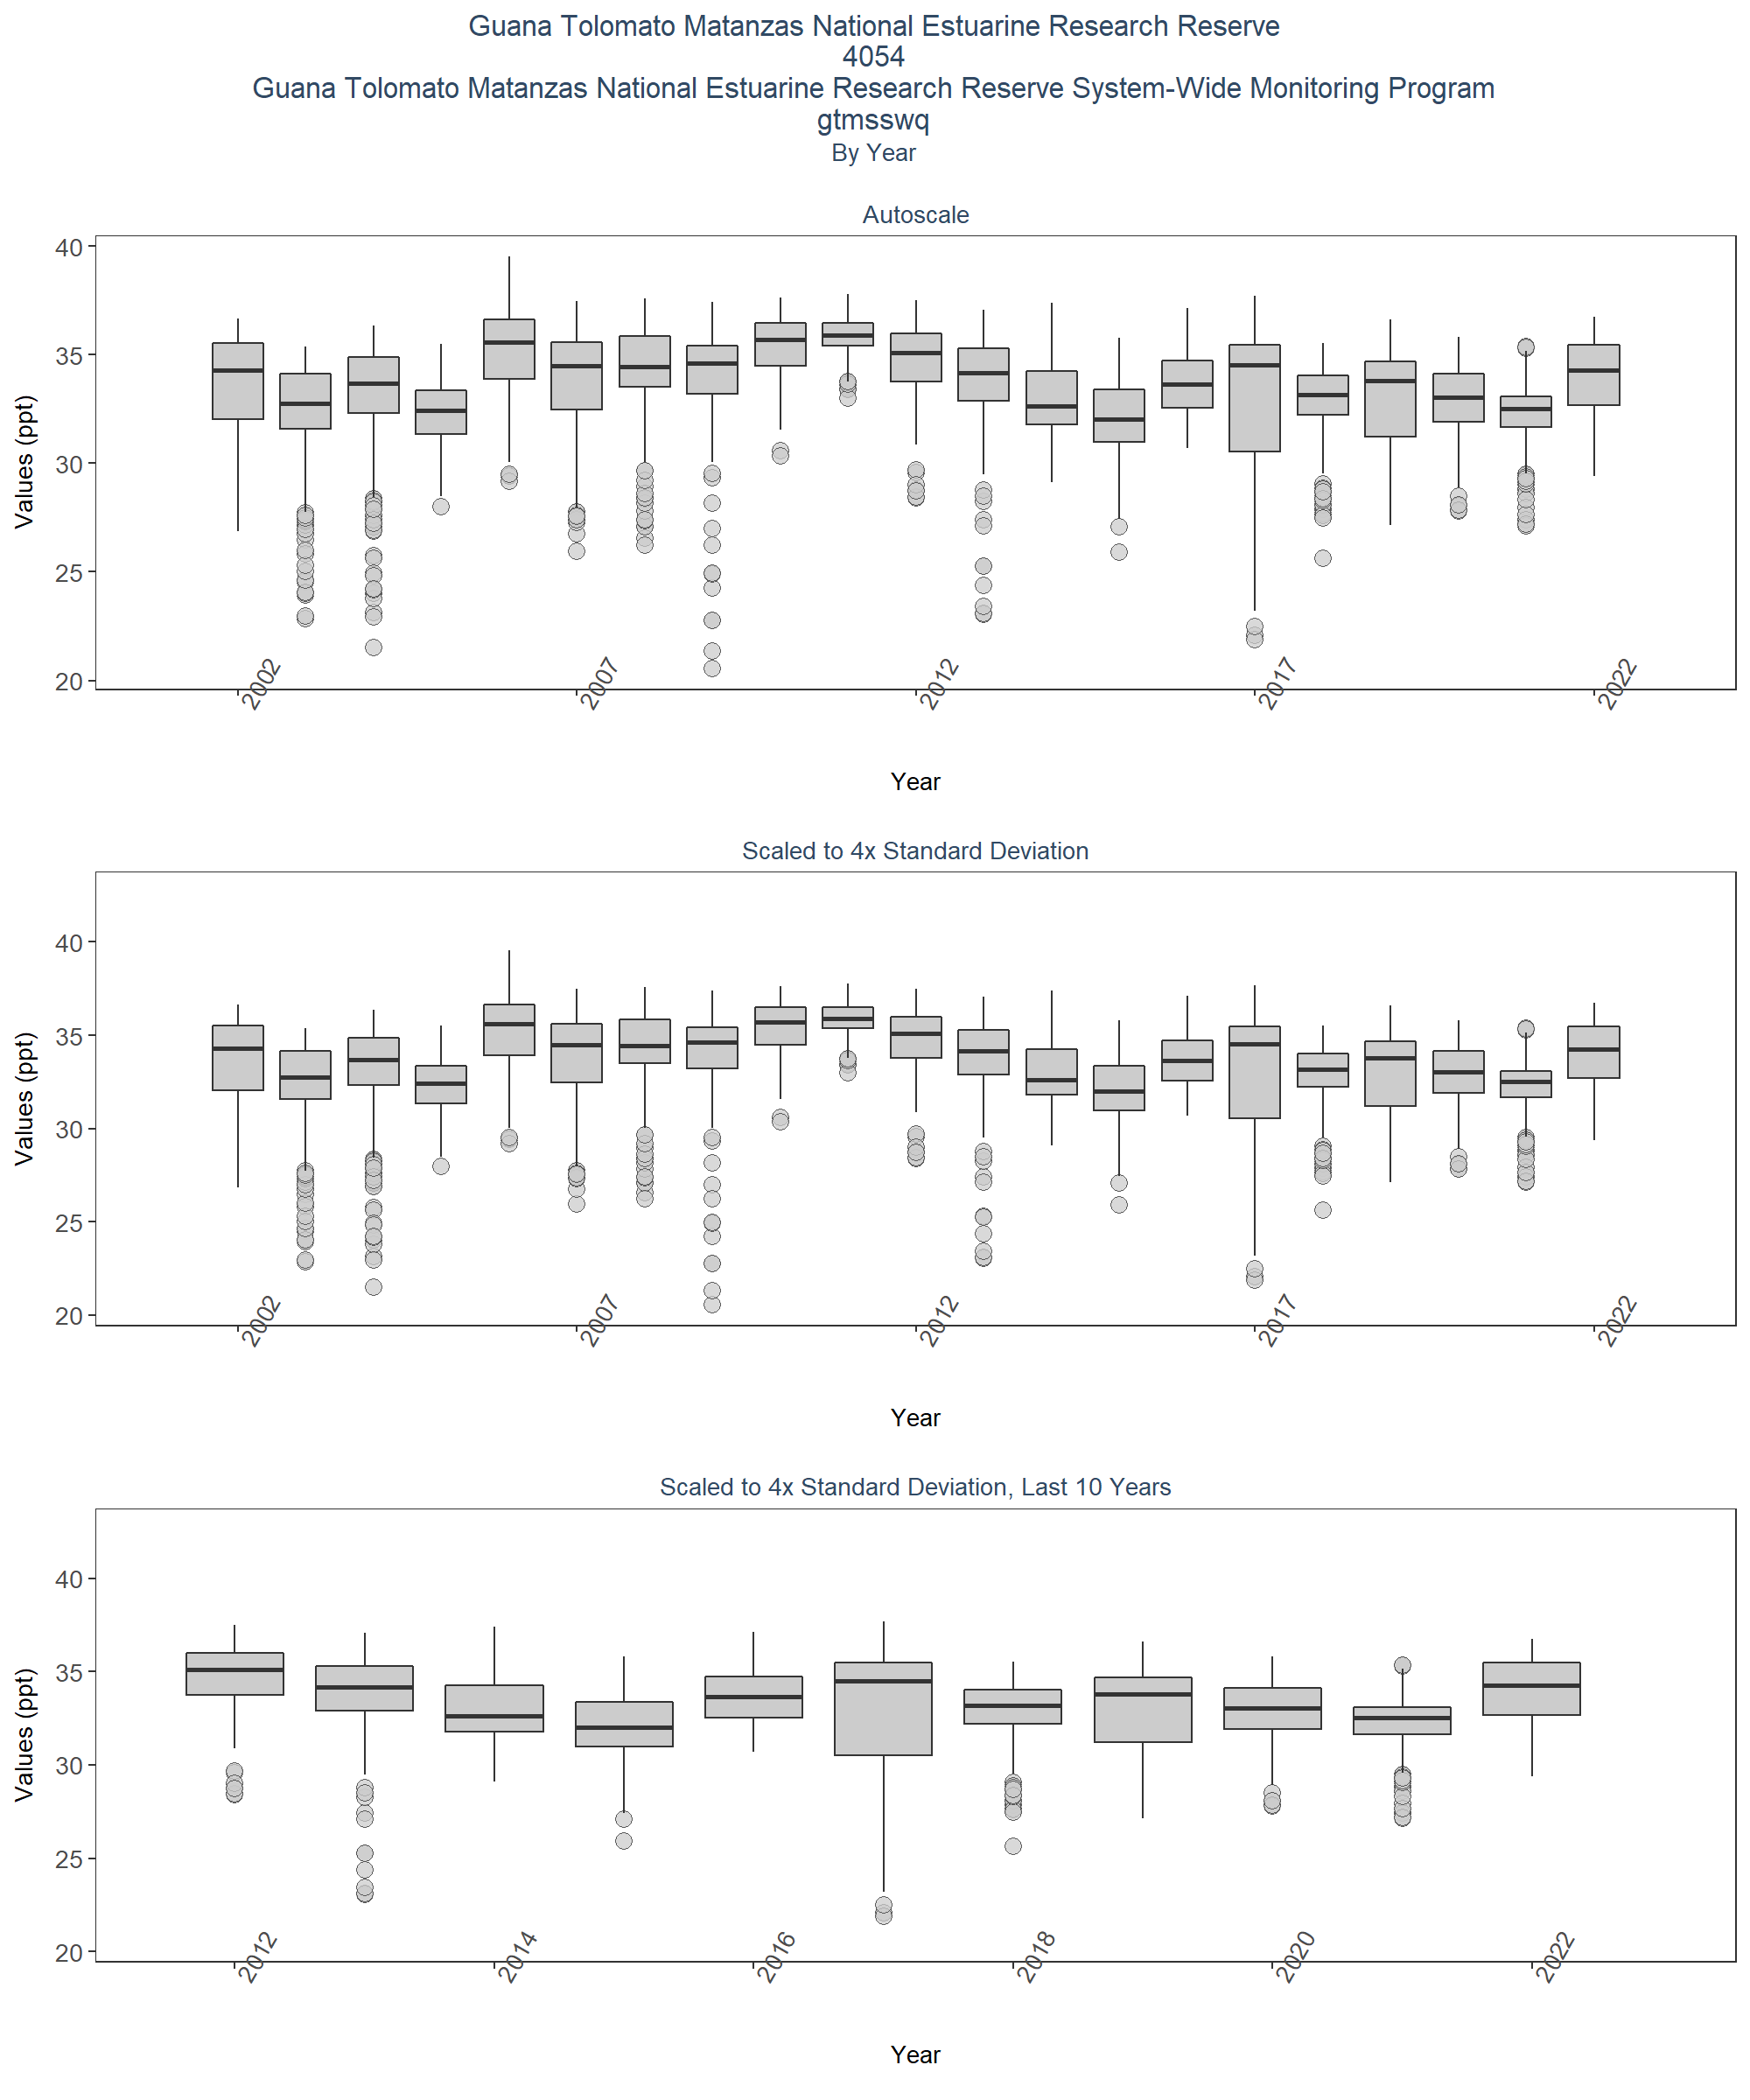 Guana Tolomato Matanzas National Estuarine Research Reserve
4054
Guana Tolomato Matanzas National Estuarine Research Reserve System-Wide Monitoring Program
gtmsswq
By Year
Autoscale
Values (ppt)
40
35
30
25
20
2002
2007
2012
2017
2022
Year
Scaled to 4x Standard Deviation
Values (ppt)
40
35
30
25
20
2002
2007
2012
2017
2022
Year
Scaled to 4x Standard Deviation, Last 10 Years
Values (ppt)
40
35
30
25
20
2012
2014
2016
2018
2020
2022
Year